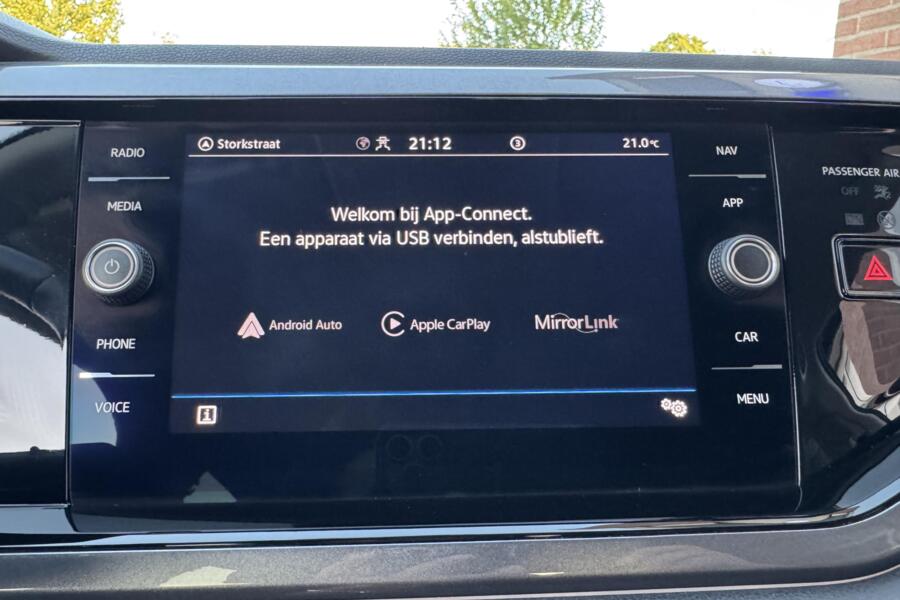 RADIO
MEDIA
PHONE
VOICE
Storkstraat 21:12 3 21.0°C
Welkom bij App-Connect.
Een apparaat via USB verbinden, alstublieft.
Android Auto Apple CarPlay MirrorLink
i
NAV
APP
CAR
MENU
PASSENGER AIR
OFF